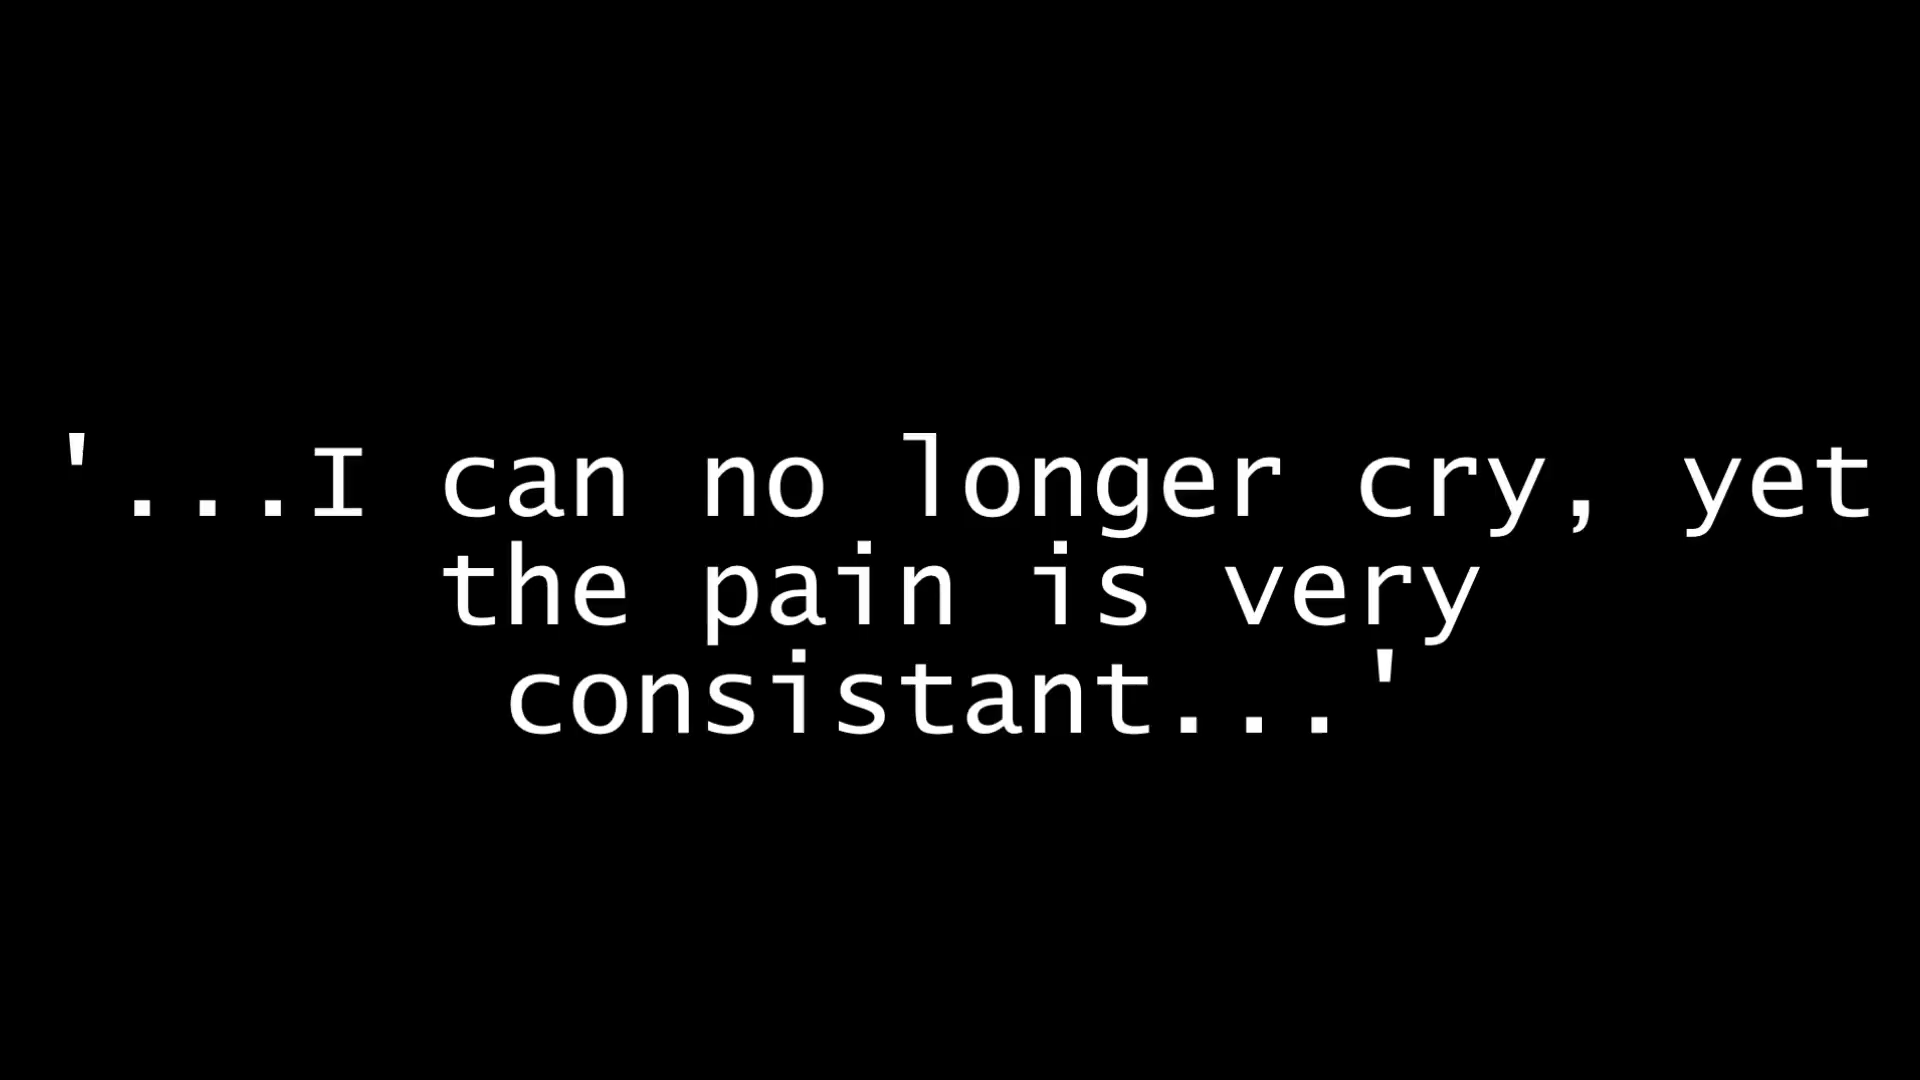 '...I can no longer cry, yet
the pain is very
consistant...'